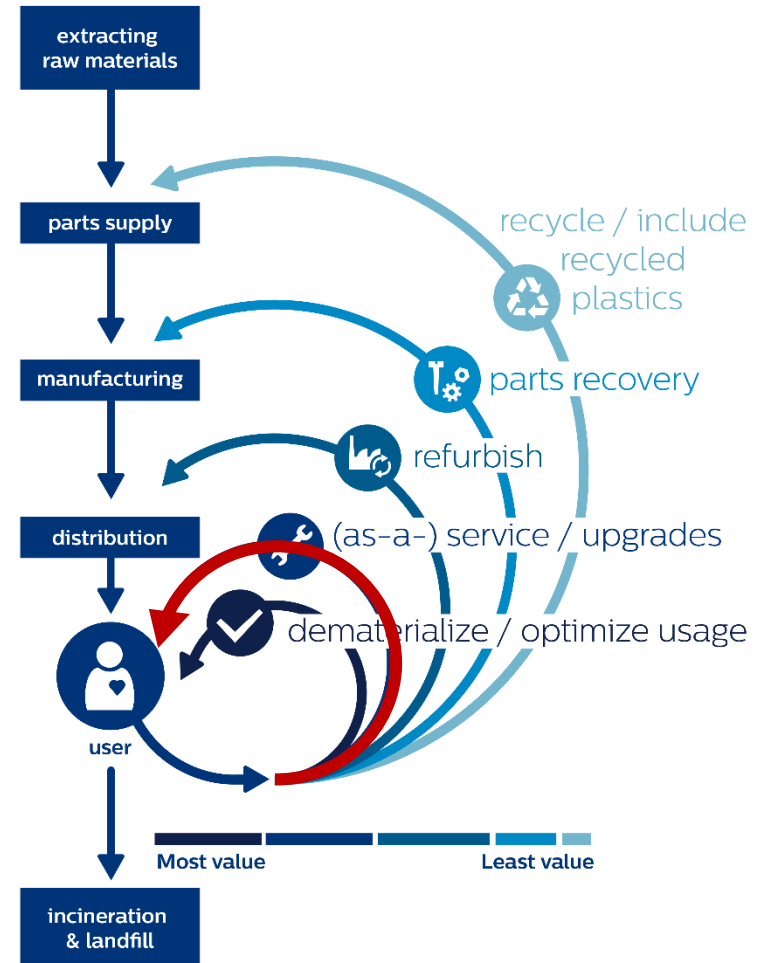 extracting
raw materials
parts supply
recycle / include
recycled
plastics
manufacturing
parts recovery
refurbish
distribution
(as-a-) service / upgrades
dematerialize / optimize usage
user
Most value
Least value
incineration
& landfill